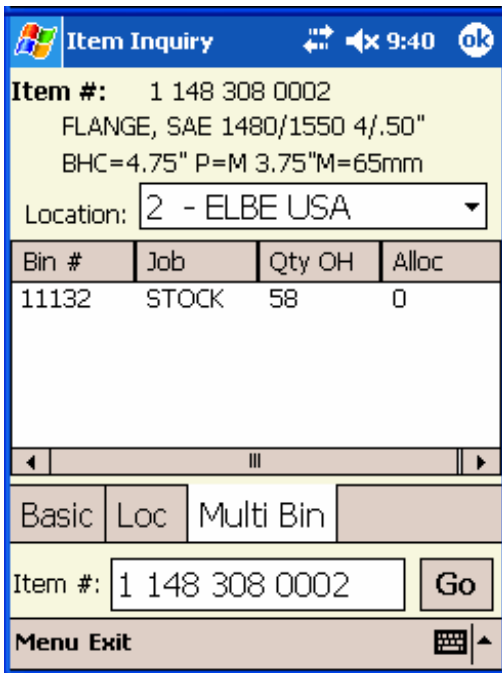 Item Inquiry 9:40 ok
Item #: 1 148 308 0002
FLANGE, SAE 1480/1550 4/.50"
BHC=4.75" P=M 3.75"M=65mm
Location: 2 - ELBE USA
Bin # Job Qty OH Alloc
11132 STOCK 58 0
Basic Loc Multi Bin
Item #: 1 148 308 0002 Go
Menu Exit